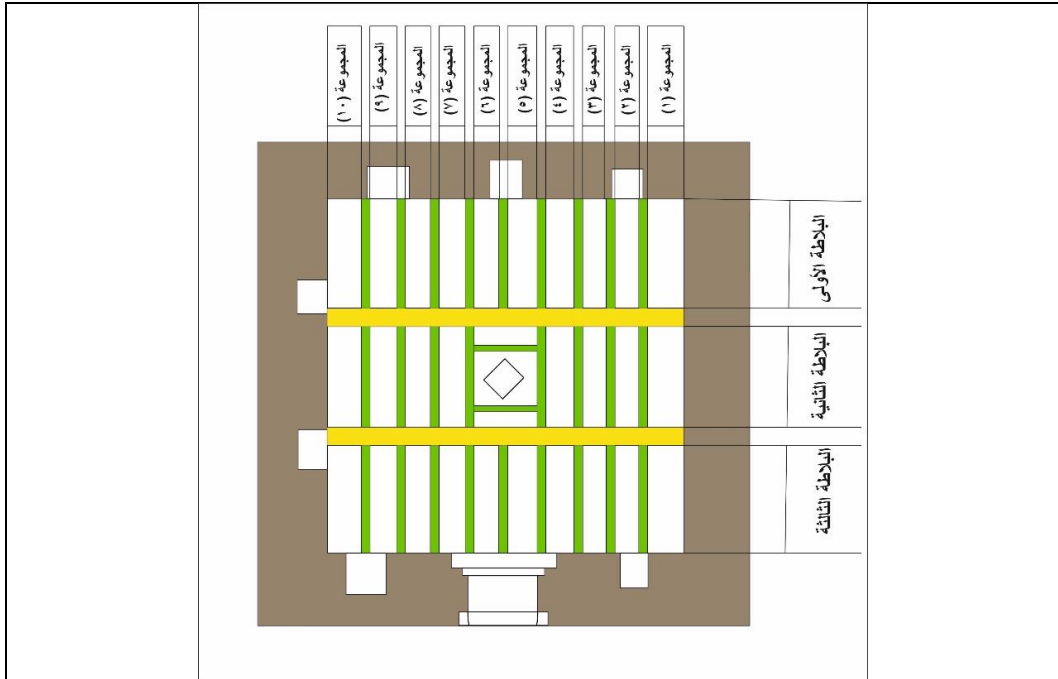 المجموعة (١)
المجموعة (٢)
المجموعة (٣)
المجموعة (٤)
المجموعة (٥)
المجموعة (٦)
المجموعة (٧)
المجموعة (٨)
المجموعة (٩)
المجموعة (١٠)
البلاطة الأولى
البلاطة الثانية
البلاطة الثالثة